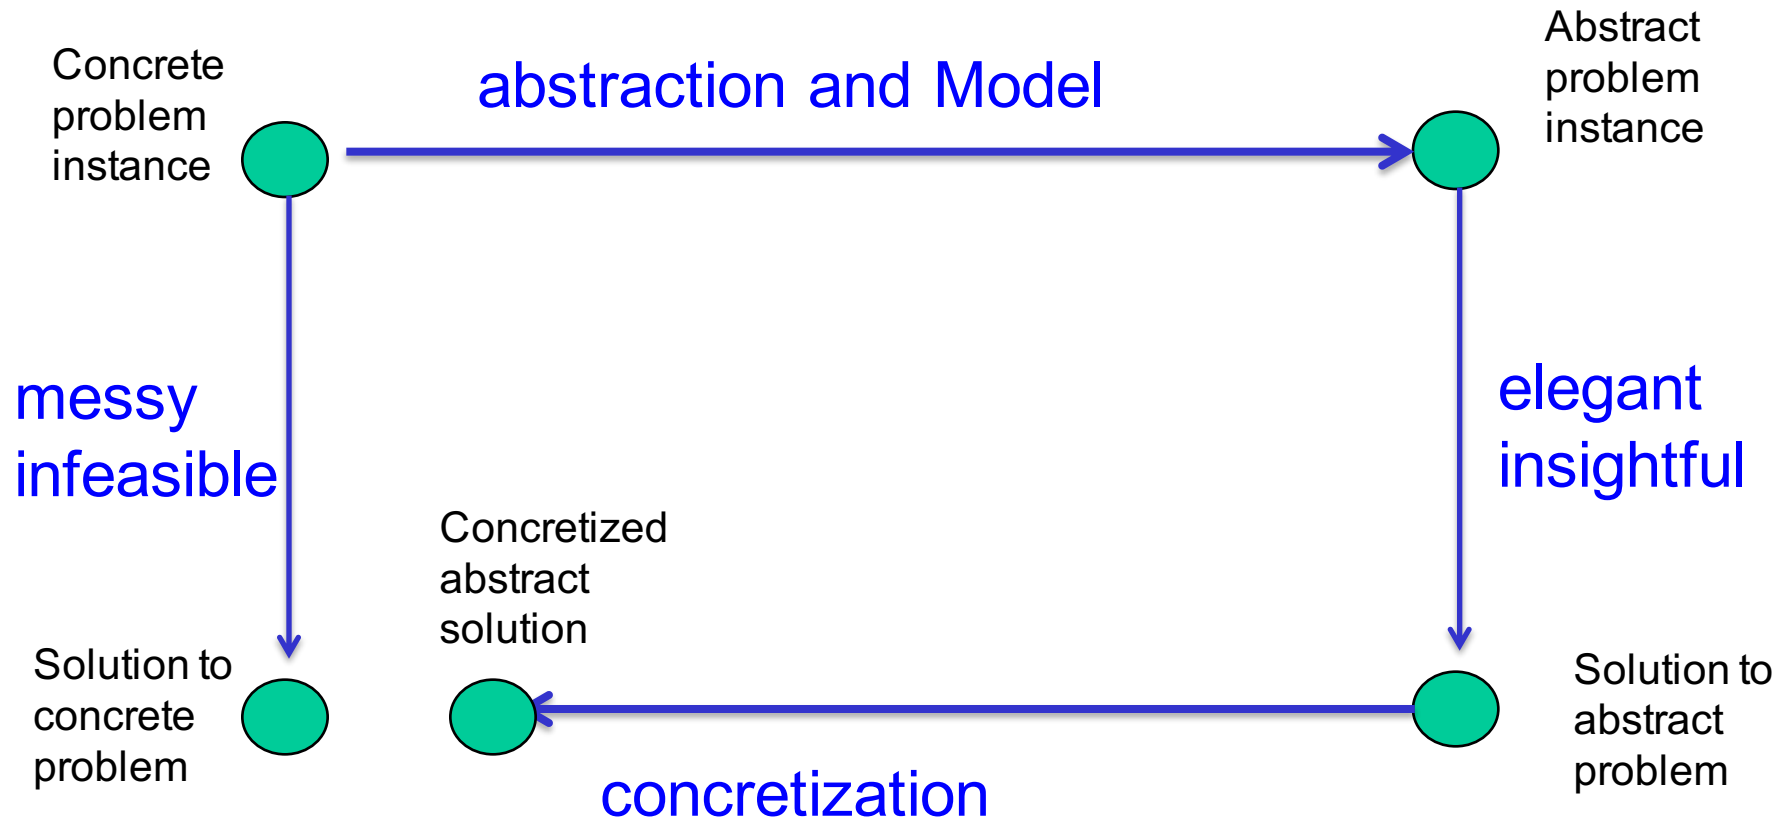 Concrete
problem
instance
abstraction and Model
Abstract
problem
instance
messy
infeasible
elegant
insightful
Concretized
abstract
solution
Solution to
concrete
problem
Solution to
abstract
problem
concretization